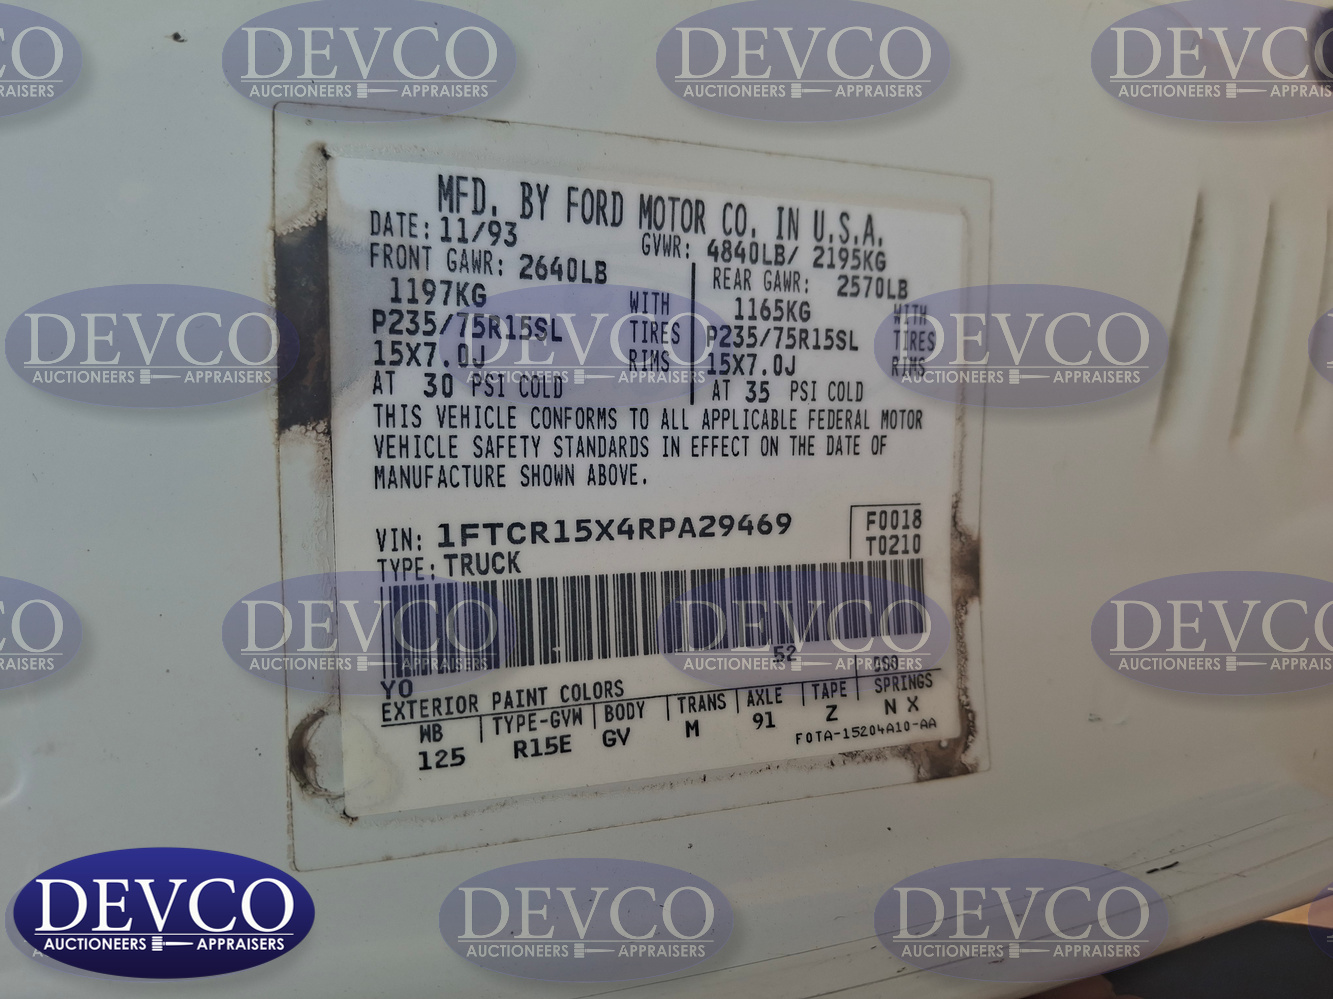 MFD. BY FORD MOTOR CO. IN U.S.A.
DATE: 11/93 GVWR: 4840LB/ 2195KG
FRONT GAWR: 2640LB REAR GAWR: 2570LB
1197KG WITH 1165KG WITH
P235/75R15SL TIRES P235/75R15SL TIRES
15X7.0J RIMS 15X7.0J RIMS
AT 30 PSI COLD AT 35 PSI COLD
THIS VEHICLE CONFORMS TO ALL APPLICABLE FEDERAL MOTOR
VEHICLE SAFETY STANDARDS IN EFFECT ON THE DATE OF
MANUFACTURE SHOWN ABOVE.
VIN: 1FTCR15X4RPA29469 F0018
TYPE: TRUCK T0210
52
YO DSO
EXTERIOR PAINT COLORS
WB TYPE-GVW BODY TRANS AXLE TAPE SPRINGS
125 R15E GV M 91 Z N X
F0TA-15204A10-AA
DEVCO
AUCTIONEERS APPRAISERS